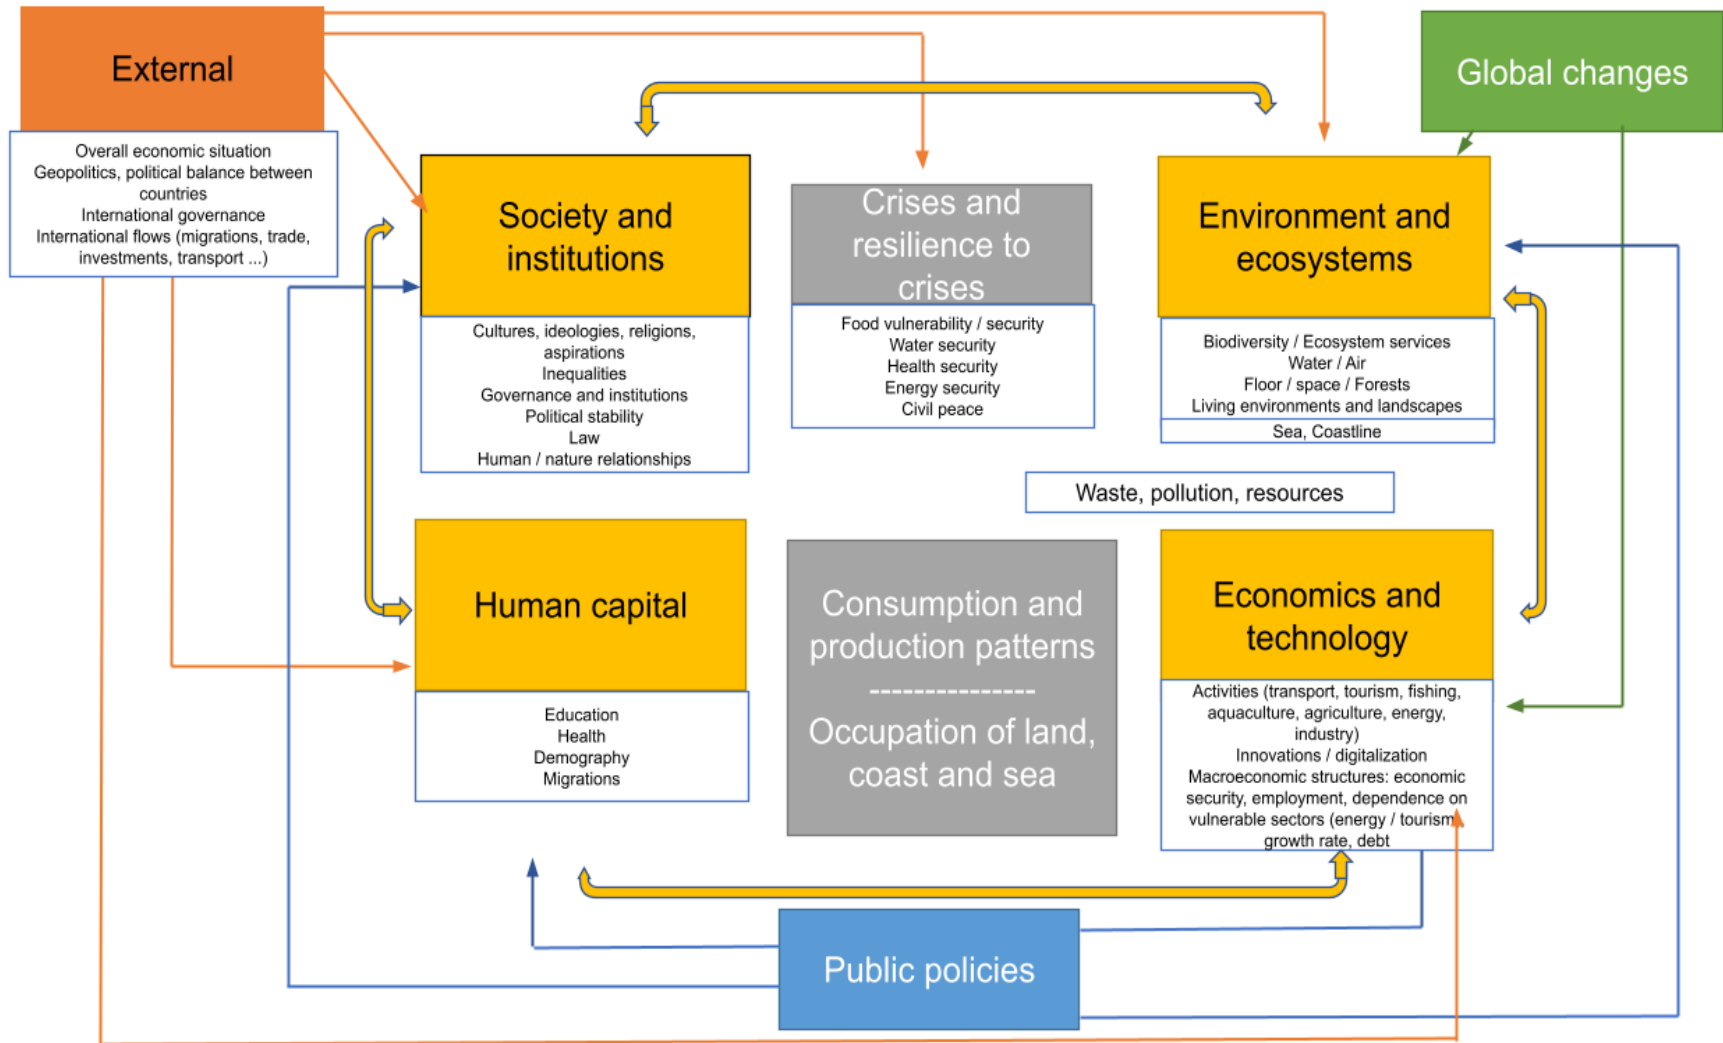 External
Overall economic situation
Geopolitics, political balance between
countries
International governance
International flows (migrations, trade,
investments, transport ...)
Global changes
Society and
institutions
Cultures, ideologies, religions,
aspirations
Inequalities
Governance and institutions
Political stability
Law
Human / nature relationships
Crises and
resilience to
crises
Food vulnerability / security
Water security
Health security
Energy security
Civil peace
Environment and
ecosystems
Biodiversity / Ecosystem services
Water / Air
Floor / space / Forests
Living environments and landscapes
Sea, Coastline
Waste, pollution, resources
Human capital
Education
Health
Demography
Migrations
Consumption and
production patterns
---------------
Occupation of land,
coast and sea
Economics and
technology
Activities (transport, tourism, fishing,
aquaculture, agriculture, energy,
industry)
Innovations / digitalization
Macroeconomic structures: economic
security, employment, dependence on
vulnerable sectors (energy / tourism,
growth rate, debt
Public policies